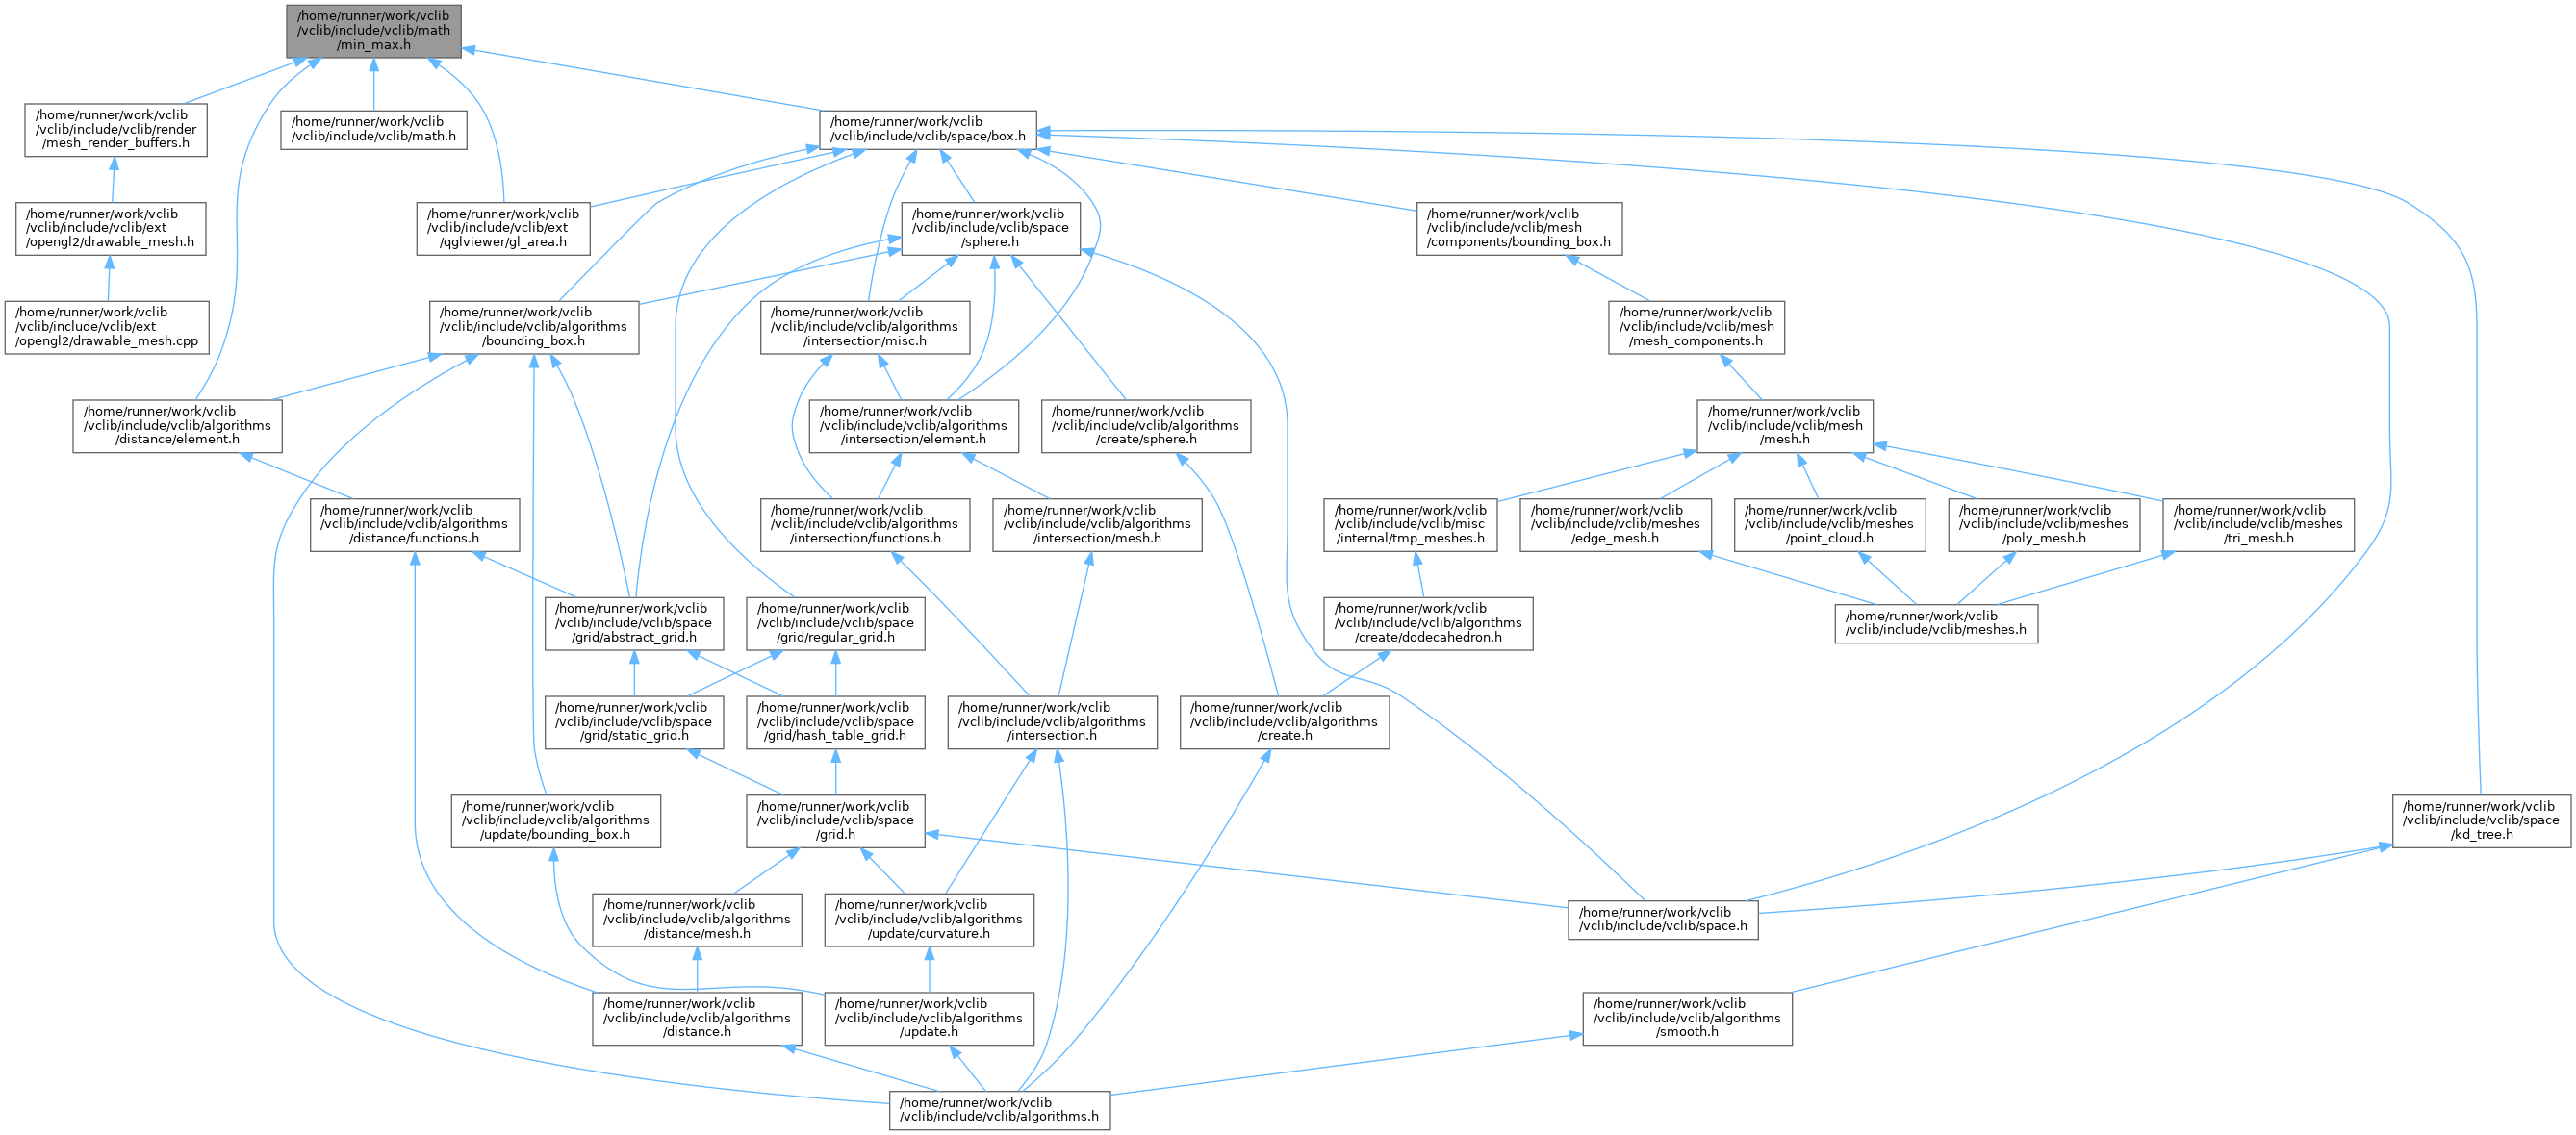 /home/runner/work/vclib
/vclib/include/vclib/math
/min_max.h
/home/runner/work/vclib
/vclib/include/vclib/render
/mesh_render_buffers.h
/home/runner/work/vclib
/vclib/include/vclib/math.h
/home/runner/work/vclib
/vclib/include/vclib/space/box.h
/home/runner/work/vclib
/vclib/include/vclib/ext
/opengl2/drawable_mesh.h
/home/runner/work/vclib
/vclib/include/vclib/ext
/qglviewer/gl_area.h
/home/runner/work/vclib
/vclib/include/vclib/space
/sphere.h
/home/runner/work/vclib
/vclib/include/vclib/mesh
/components/bounding_box.h
/home/runner/work/vclib
/vclib/include/vclib/ext
/opengl2/drawable_mesh.cpp
/home/runner/work/vclib
/vclib/include/vclib/algorithms
/bounding_box.h
/home/runner/work/vclib
/vclib/include/vclib/algorithms
/intersection/misc.h
/home/runner/work/vclib
/vclib/include/vclib/mesh
/mesh_components.h
/home/runner/work/vclib
/vclib/include/vclib/algorithms
/distance/element.h
/home/runner/work/vclib
/vclib/include/vclib/algorithms
/intersection/element.h
/home/runner/work/vclib
/vclib/include/vclib/algorithms
/create/sphere.h
/home/runner/work/vclib
/vclib/include/vclib/mesh
/mesh.h
/home/runner/work/vclib
/vclib/include/vclib/algorithms
/distance/functions.h
/home/runner/work/vclib
/vclib/include/vclib/algorithms
/intersection/functions.h
/home/runner/work/vclib
/vclib/include/vclib/algorithms
/intersection/mesh.h
/home/runner/work/vclib
/vclib/include/vclib/misc
/internal/tmp_meshes.h
/home/runner/work/vclib
/vclib/include/vclib/meshes
/edge_mesh.h
/home/runner/work/vclib
/vclib/include/vclib/meshes
/point_cloud.h
/home/runner/work/vclib
/vclib/include/vclib/meshes
/poly_mesh.h
/home/runner/work/vclib
/vclib/include/vclib/meshes
/tri_mesh.h
/home/runner/work/vclib
/vclib/include/vclib/space
/grid/abstract_grid.h
/home/runner/work/vclib
/vclib/include/vclib/space
/grid/regular_grid.h
/home/runner/work/vclib
/vclib/include/vclib/algorithms
/create/dodecahedron.h
/home/runner/work/vclib
/vclib/include/vclib/meshes.h
/home/runner/work/vclib
/vclib/include/vclib/space
/grid/static_grid.h
/home/runner/work/vclib
/vclib/include/vclib/space
/grid/hash_table_grid.h
/home/runner/work/vclib
/vclib/include/vclib/algorithms
/intersection.h
/home/runner/work/vclib
/vclib/include/vclib/algorithms
/create.h
/home/runner/work/vclib
/vclib/include/vclib/algorithms
/update/bounding_box.h
/home/runner/work/vclib
/vclib/include/vclib/space
/grid.h
/home/runner/work/vclib
/vclib/include/vclib/space
/kd_tree.h
/home/runner/work/vclib
/vclib/include/vclib/algorithms
/distance/mesh.h
/home/runner/work/vclib
/vclib/include/vclib/algorithms
/update/curvature.h
/home/runner/work/vclib
/vclib/include/vclib/space.h
/home/runner/work/vclib
/vclib/include/vclib/algorithms
/distance.h
/home/runner/work/vclib
/vclib/include/vclib/algorithms
/update.h
/home/runner/work/vclib
/vclib/include/vclib/algorithms
/smooth.h
/home/runner/work/vclib
/vclib/include/vclib/algorithms.h